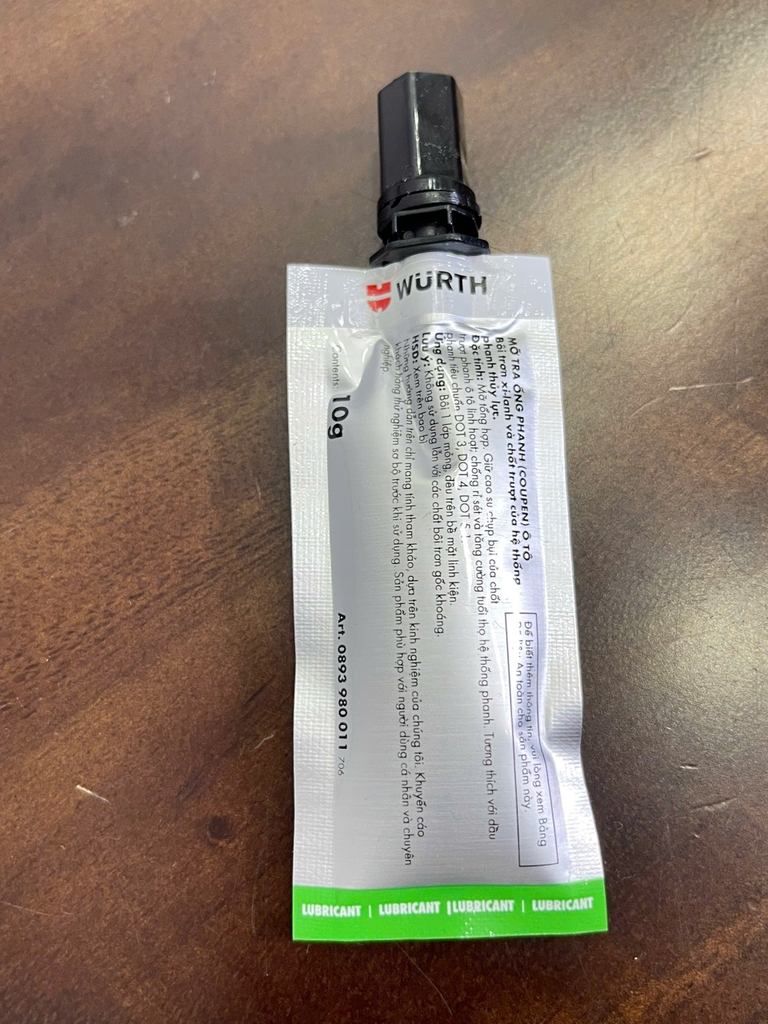 WÜRTH
MỠ TRA ỐNG PHANH (COUPEN) Ô TÔ
Bôi trơn xi-lanh và chốt trượt của hệ thống
phanh thủy lực.
Đặc tính: Mỡ tổng hợp. Giữ cao su chụp bụi của chốt
trượt phanh ô tô linh hoạt; chống rỉ sét và tăng cường tuổi thọ hệ thống phanh. Tương thích với dầu
phanh tiêu chuẩn DOT 3, DOT 4, DOT 5.1
Ứng dụng: Bôi 1 lớp mỏng, đều trên bề mặt linh kiện.
Lưu ý: Không sử dụng lẫn với các chất bôi trơn gốc khoáng.
HSD: Xem trên bao bì
Những hướng dẫn trên chỉ mang tính tham khảo, dựa trên kinh nghiệm của chúng tôi. Khuyến cáo
khách hàng thử nghiệm sơ bộ trước khi sử dụng. Sản phẩm phù hợp với người dùng cá nhân và chuyên
nghiệp.
Để biết thêm thông tin, vui lòng xem Bảng
An toàn cho sản phẩm này.
Contents: 10g
Art. 0893 980 011 706
LUBRICANT | LUBRICANT | LUBRICANT | LUBRICANT